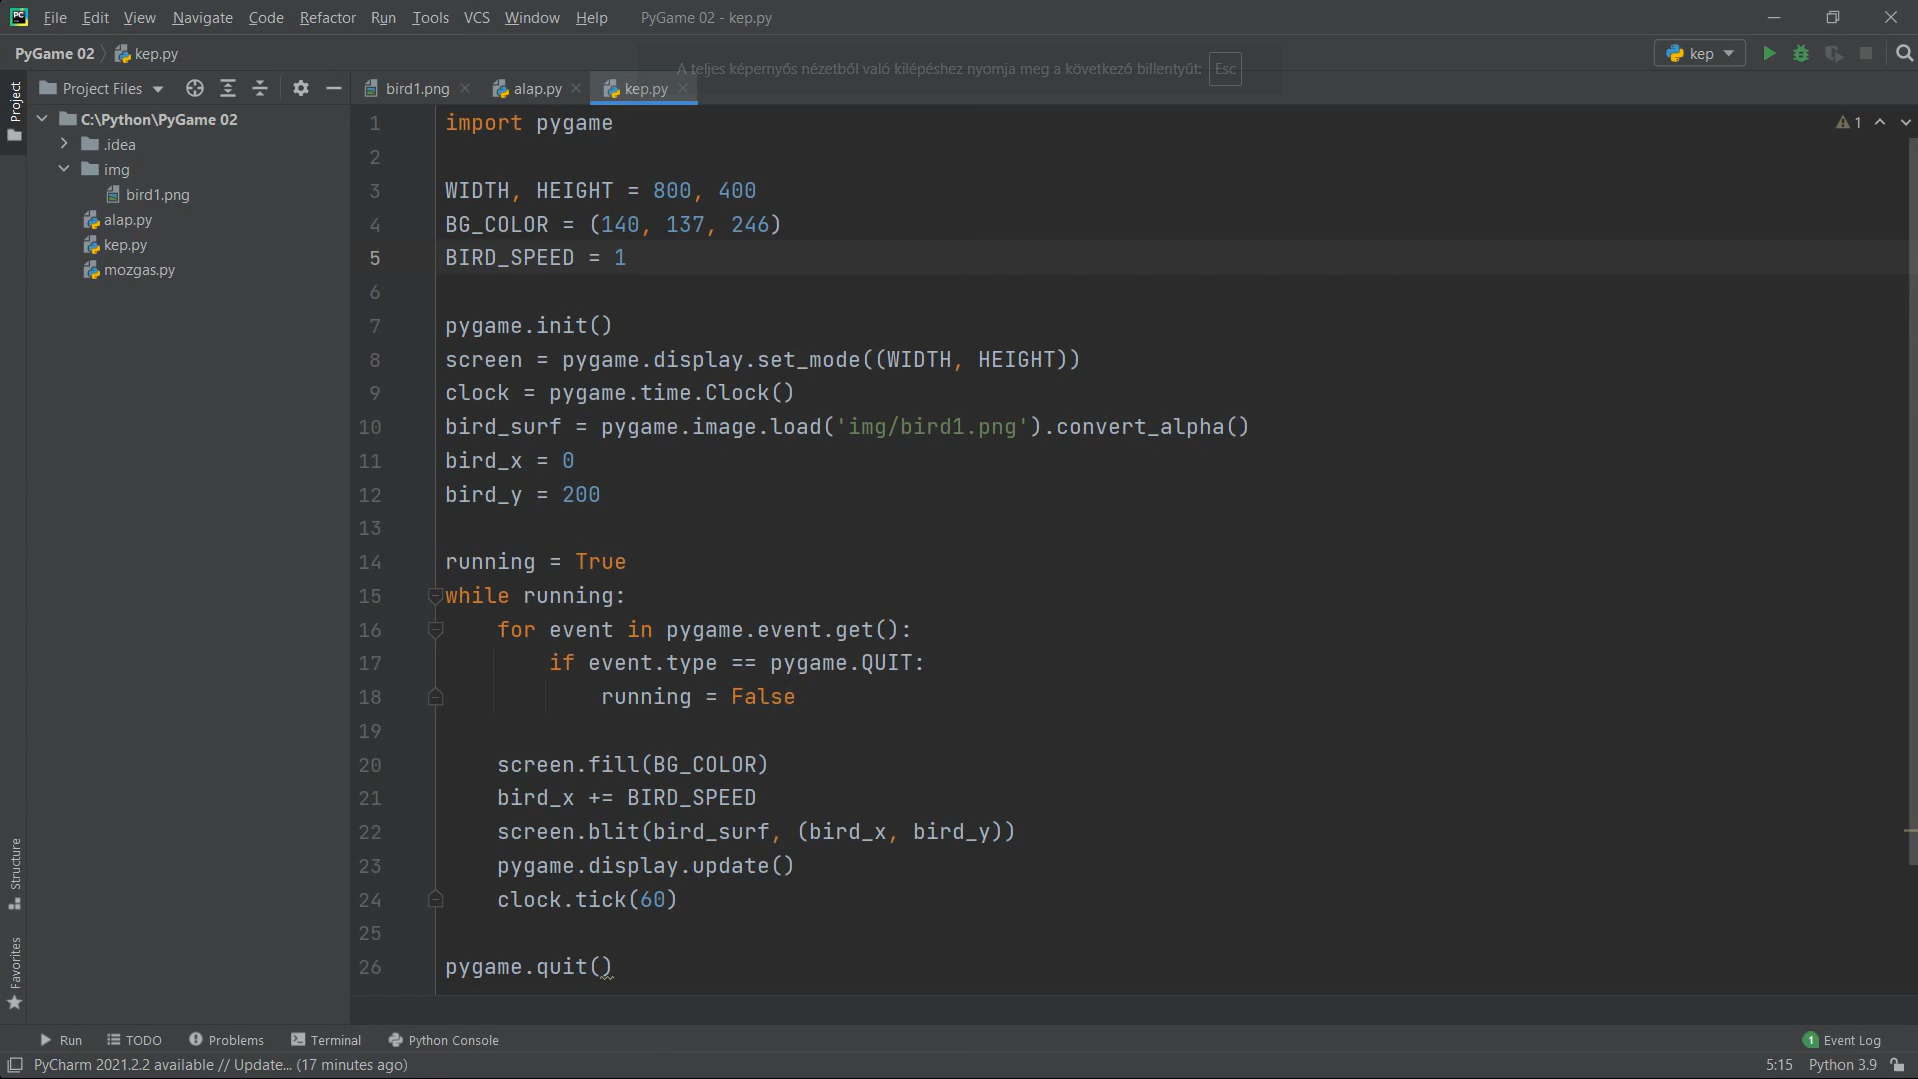 File Edit View Navigate Code Refactor Run Tools VCS Window Help PyGame 02 - kep.py
PyGame 02 kep.py kep
A teljes képernyős nézetből való kilépéshez nyomja meg a következő billentyűt: Esc
Project Project Files bird1.png alap.py kep.py
C:\Python\PyGame 02
.idea
img
bird1.png
alap.py
kep.py
mozgas.py
1
1 import pygame
2
3 WIDTH, HEIGHT = 800, 400
4 BG_COLOR = (140, 137, 246)
5 BIRD_SPEED = 1
6
7 pygame.init()
8 screen = pygame.display.set_mode((WIDTH, HEIGHT))
9 clock = pygame.time.Clock()
10 bird_surf = pygame.image.load('img/bird1.png').convert_alpha()
11 bird_x = 0
12 bird_y = 200
13
14 running = True
15 while running:
16     for event in pygame.event.get():
17         if event.type == pygame.QUIT:
18             running = False
19
20     screen.fill(BG_COLOR)
21     bird_x += BIRD_SPEED
22     screen.blit(bird_surf, (bird_x, bird_y))
23     pygame.display.update()
24     clock.tick(60)
25
26 pygame.quit()
Structure
Favorites
Run TODO Problems Terminal Python Console 1 Event Log
PyCharm 2021.2.2 available // Update... (17 minutes ago) 5:15 Python 3.9